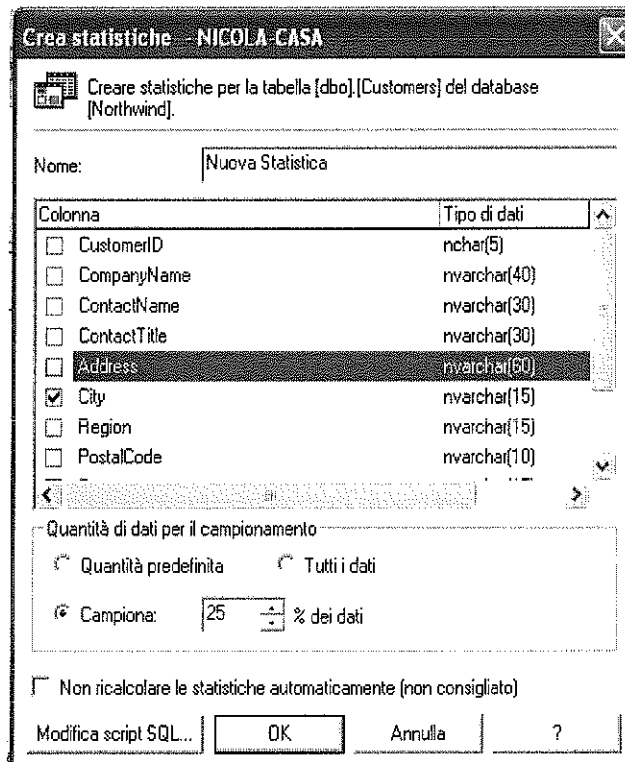 Crea statistiche - NICOLA-CASA
Creare statistiche per la tabella [dbo].[Customers] del database
[Northwind].
Nome: Nuova Statistica
Colonna Tipo di dati
CustomerID nchar(5)
CompanyName nvarchar(40)
ContactName nvarchar(30)
ContactTitle nvarchar(30)
Address nvarchar(60)
City nvarchar(15)
Region nvarchar(15)
PostalCode nvarchar(10)
Quantità di dati per il campionamento
Quantità predefinita Tutti i dati
Campiona: 25 % dei dati
Non ricalcolare le statistiche automaticamente (non consigliato)
Modifica script SQL... OK Annulla ?